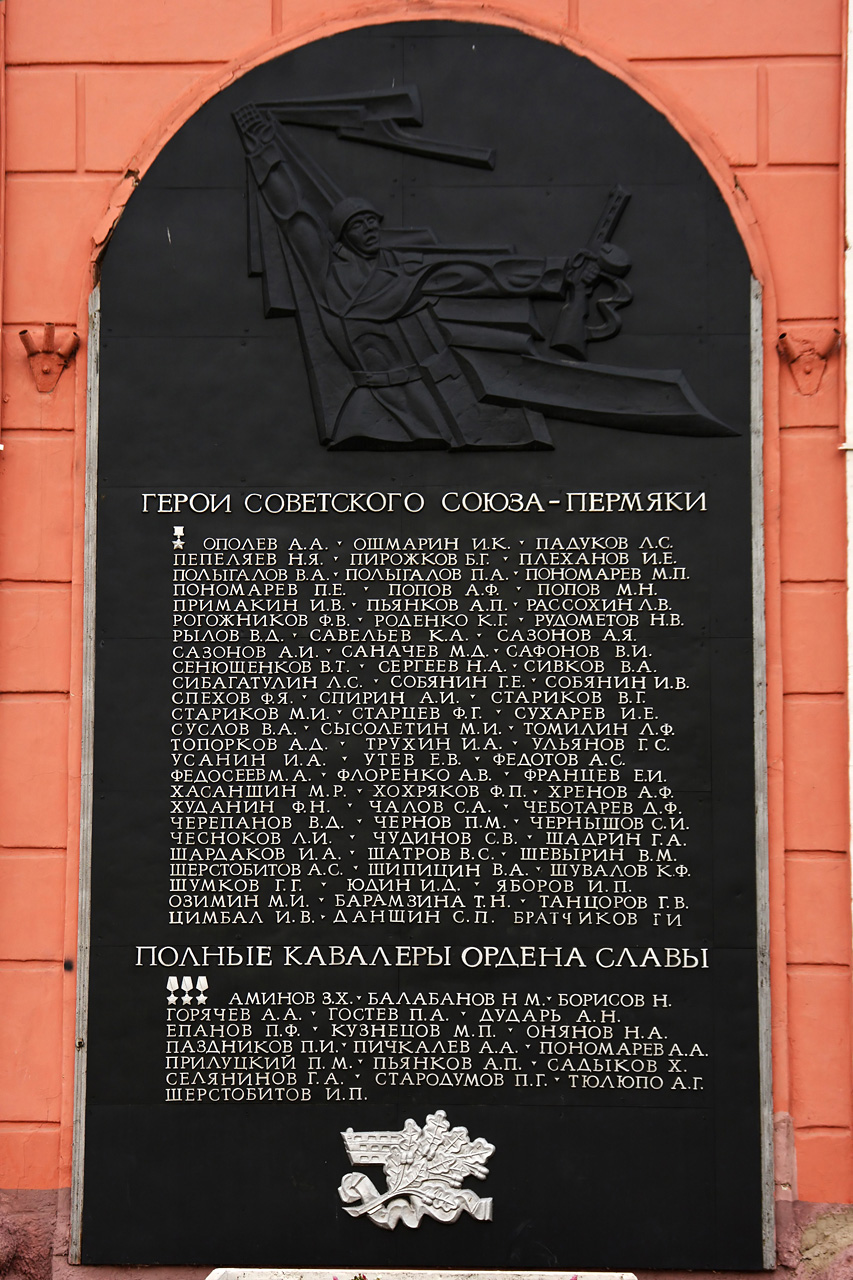 ГЕРОИ СОВЕТСКОГО СОЮЗА-ПЕРМЯКИ
ОПОЛЕВ А.А. · ОШМАРИН И.К. · ПАДУКОВ Л.С.
ПЕПЕЛЯЕВ Н.Я. · ПИРОЖКОВ Б.Г. · ПЛЕХАНОВ И.Е.
ПОЛЫГАЛОВ В.А. · ПОЛЫГАЛОВ П.А. · ПОНОМАРЕВ М.П.
ПОНОМАРЕВ П.Е. · ПОПОВ А.Ф. · ПОПОВ М.Н.
ПРИМАКИН И.В. · ПЬЯНКОВ А.П. · РАССОХИН Л.В.
РОГОЖНИКОВ Ф.В. · РОДЕНКО К.Г. · РУДОМЕТОВ Н.В.
РЫЛОВ В.Д. · САВЕЛЬЕВ К.А. · САЗОНОВ А.Я.
САЗОНОВ А.И. · САНАЧЕВ М.Д. · САФОНОВ В.И.
СЕНЮЩЕНКОВ В.Т. · СЕРГЕЕВ Н.А. · СИВКОВ В.А.
СИБАГАТУЛИН Л.С. · СОБЯНИН Г.Е. · СОБЯНИН И.В.
СПЕХОВ Ф.Я. · СПИРИН А.И. · СТАРИКОВ В.Г.
СТАРИКОВ М.И. · СТАРЦЕВ Ф.Г. · СУХАРЕВ И.Е.
СУСЛОВ В.А. · СЫСОЛЕТИН М.И. · ТОМИЛИН Л.Ф.
ТОПОРКОВ А.Д. · ТРУХИН И.А. · УЛЬЯНОВ Г.С.
УСАНИН И.А. · УТЕВ Е.В. · ФЕДОТОВ А.С.
ФЕДОСЕЕВ М.А. · ФЛОРЕНКО А.В. · ФРАНЦЕВ Е.И.
ХАСАНШИН М.Р. · ХОХРЯКОВ Ф.П. · ХРЕНОВ А.Ф.
ХУДАНИН Ф.Н. · ЧАЛОВ С.А. · ЧЕБОТАРЕВ Д.Ф.
ЧЕРЕПАНОВ В.Д. · ЧЕРНОВ П.М. · ЧЕРНЫШОВ С.И.
ЧЕСНОКОВ Л.И. · ЧУДИНОВ С.В. · ШАДРИН Г.А.
ШАРДАКОВ И.А. · ШАТРОВ В.С. · ШЕВЫРИН В.М.
ШЕРСТОБИТОВ А.С. · ШИПИЦИН В.А. · ШУВАЛОВ К.Ф.
ШУМКОВ Г.Г. · ЮДИН И.Д. · ЯБОРОВ И.П.
ОЗИМИН М.И. · БАРАМЗИНА Т.Н. · ТАНЦОРОВ Г.В.
ЦИМБАЛ И.В. · ДАНШИН С.П. БРАТЧИКОВ Г И
ПОЛНЫЕ КАВАЛЕРЫ ОРДЕНА СЛАВЫ
АМИНОВ З.Х. · БАЛАБАНОВ Н М. · БОРИСОВ Н.
ГОРЯЧЕВ А.А. · ГОСТЕВ П.А. · ДУДАРЬ А.Н.
ЕПАНОВ П.Ф. · КУЗНЕЦОВ М.П. · ОНЯНОВ Н.А.
ПАЗДНИКОВ П.И. · ПИЧКАЛЕВ А.А. · ПОНОМАРЕВ А.А.
ПРИЛУЦКИЙ П.М. · ПЬЯНКОВ А.П. · САДЫКОВ Х.
СЕЛЯНИНОВ Г.А. · СТАРОДУМОВ П.Г. · ТЮЛЮПО А.Г.
ШЕРСТОБИТОВ И.П.